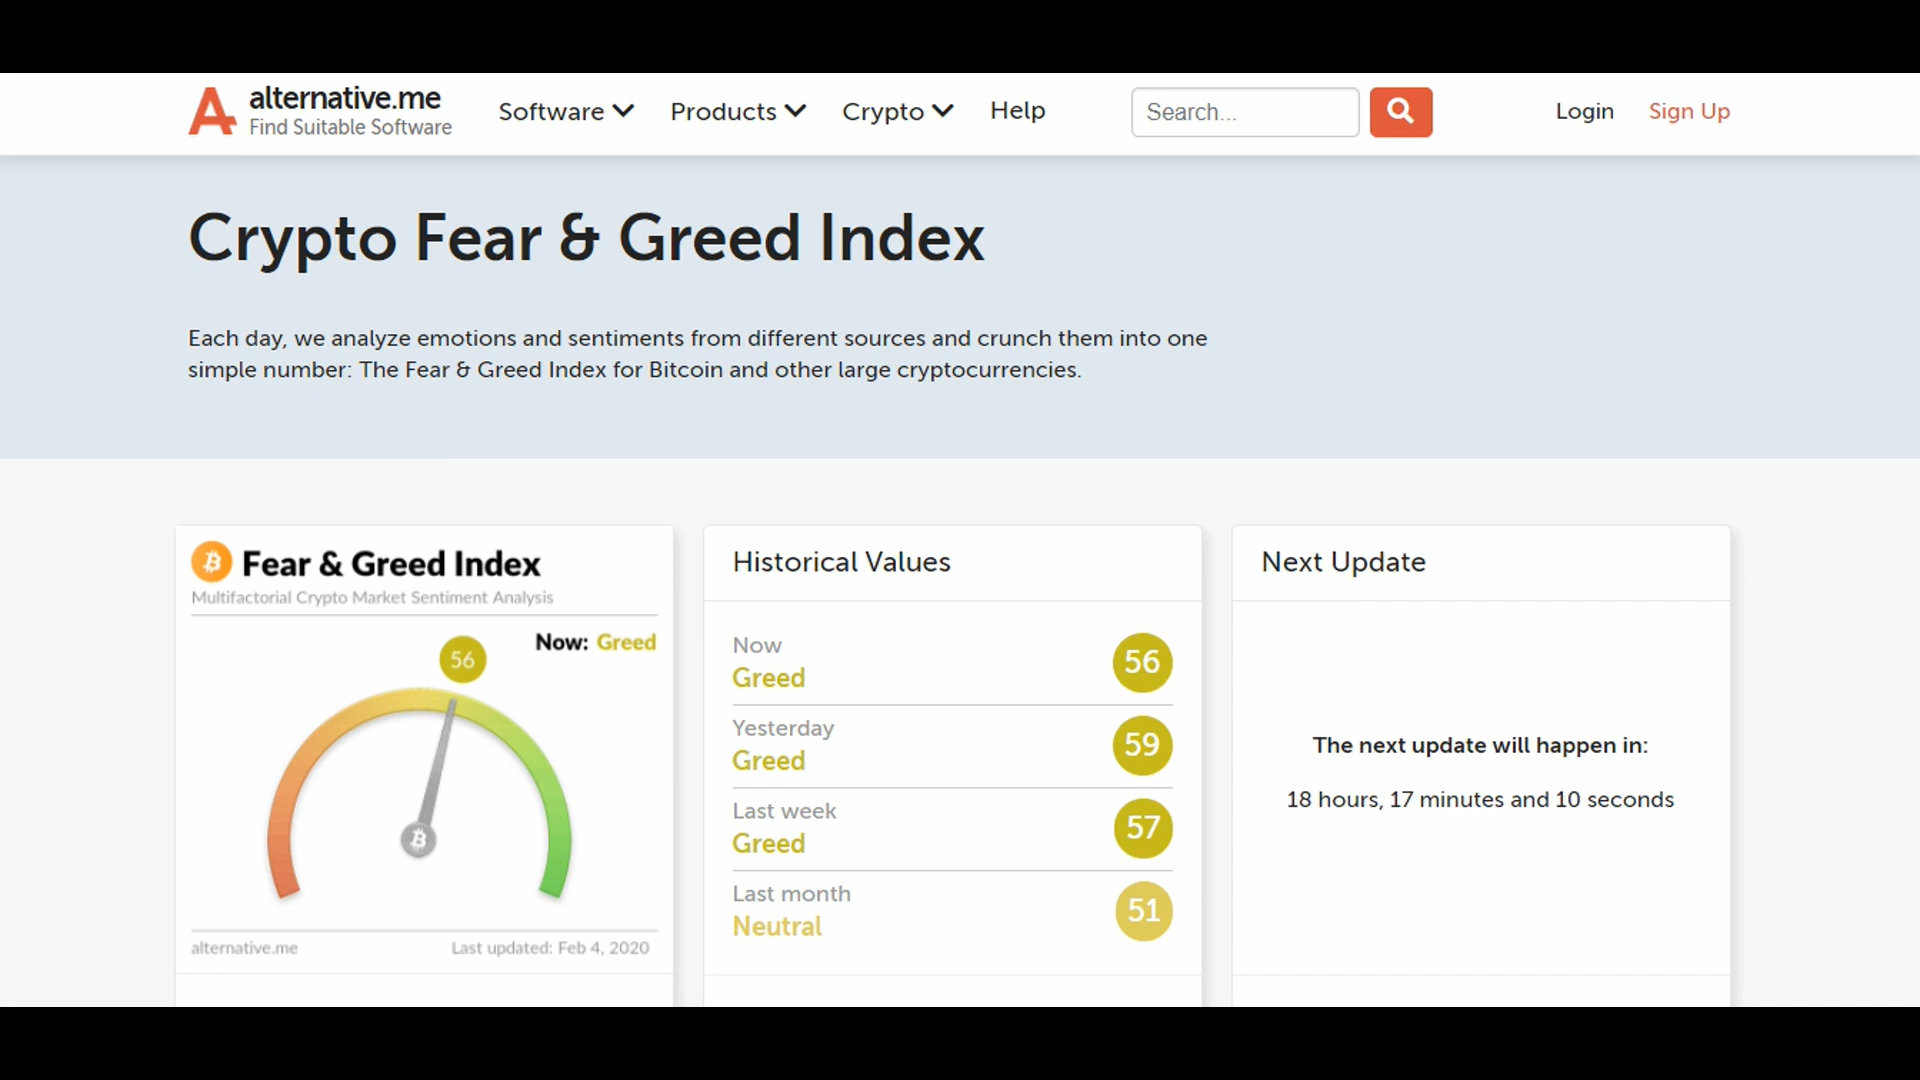 alternative.me
Find Suitable Software
Software
Products
Crypto
Help
Search...
Login
Sign Up
Crypto Fear & Greed Index
Each day, we analyze emotions and sentiments from different sources and crunch them into one
simple number: The Fear & Greed Index for Bitcoin and other large cryptocurrencies.
Fear & Greed Index
Multifactorial Crypto Market Sentiment Analysis
Now: Greed
56
alternative.me
Last updated: Feb 4, 2020
Historical Values
Now
Greed
56
Yesterday
Greed
59
Last week
Greed
57
Last month
Neutral
51
Next Update
The next update will happen in:
18 hours, 17 minutes and 10 seconds